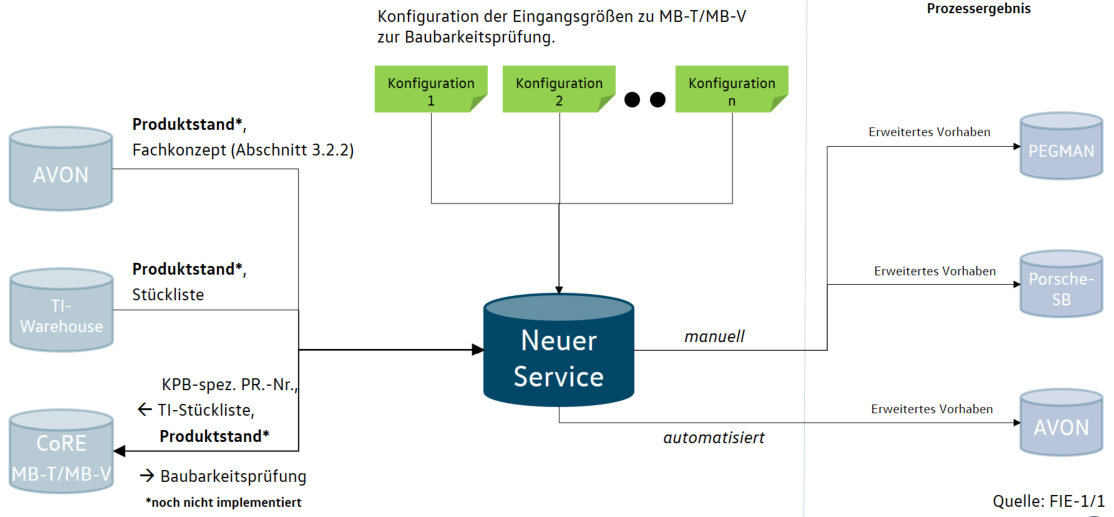 Konfiguration der Eingangsgrößen zu MB-T/MB-V
zur Baubarkeitsprüfung.
Prozessergebnis
Konfiguration
1
Konfiguration
2
Konfiguration
n
AVON
Produktstand*,
Fachkonzept (Abschnitt 3.2.2)
TI-
Warehouse
Produktstand*,
Stückliste
CoRE
MB-T/MB-V
KPB-spez. PR.-Nr.,
← TI-Stückliste,
Produktstand*
→ Baubarkeitsprüfung
*noch nicht implementiert
Neuer
Service
manuell
automatisiert
Erweitertes Vorhaben
PEGMAN
Erweitertes Vorhaben
Porsche-
SB
Erweitertes Vorhaben
AVON
Quelle: FIE-1/1